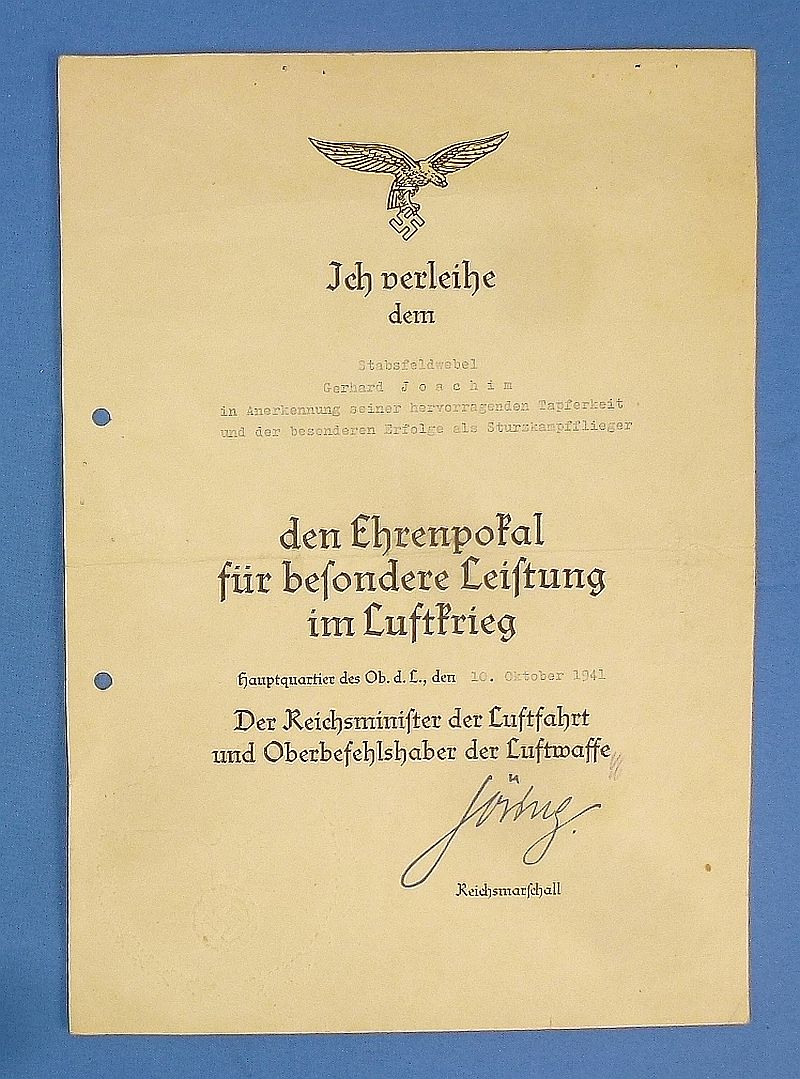 Ich verleihe
dem
Stabsfeldwebel
Gerhard J o a c h i m
in Anerkennung seiner hervorragenden Tapferkeit
und der besonderen Erfolge als Sturzkampfflieger
den Ehrenpokal
für beſondere Leiſtung
im Luftkrieg
Hauptquartier des Ob. d. L., den 10. Oktober 1941
Der Reichsminiſter der Luftfahrt
und Oberbefehlshaber der Luftwaffe
Göring.
Reichsmarſchall